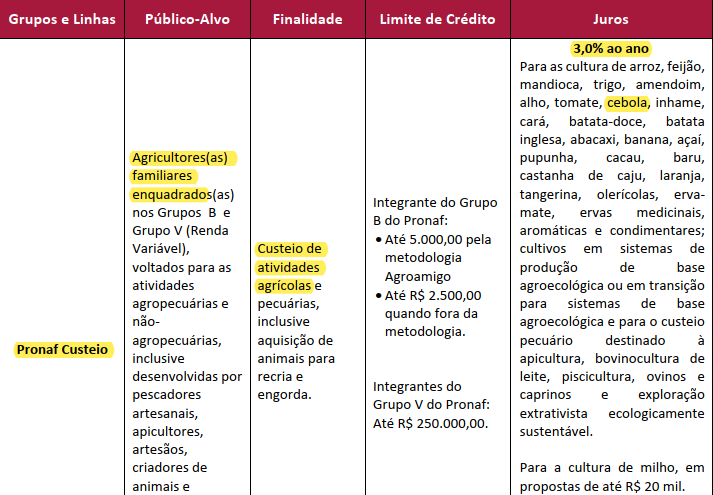 Grupos e Linhas
Público-Alvo
Finalidade
Limite de Crédito
Juros
Pronaf Custeio
Agricultores(as)
familiares
enquadrados(as)
nos Grupos B e
Grupo V (Renda
Variável),
voltados para as
atividades
agropecuárias e
não-
agropecuárias,
inclusive
desenvolvidas por
pescadores
artesanais,
apicultores,
artesãos,
criadores de
animais e
Custeio de
atividades
agrícolas e
pecuárias,
inclusive
aquisição de
animais para
recria e
engorda.
Integrante do Grupo
B do Pronaf:
• Até 5.000,00 pela
metodologia
Agroamigo
• Até R$ 2.500,00
quando fora da
metodologia.
Integrantes do
Grupo V do Pronaf:
Até R$ 250.000,00.
3,0% ao ano
Para as cultura de arroz, feijão,
mandioca, trigo, amendoim,
alho, tomate, cebola, inhame,
cará, batata-doce, batata
inglesa, abacaxi, banana, açaí,
pupunha, cacau, baru,
castanha de caju, laranja,
tangerina, olerícolas, erva-
mate, ervas medicinais,
aromáticas e condimentares;
cultivos em sistemas de
produção de base
agroecológica ou em transição
para sistemas de base
agroecológica e para o custeio
pecuário destinado à
apicultura, bovinocultura de
leite, piscicultura, ovinos e
caprinos e exploração
extrativista ecologicamente
sustentável.
Para a cultura de milho, em
propostas de até R$ 20 mil.